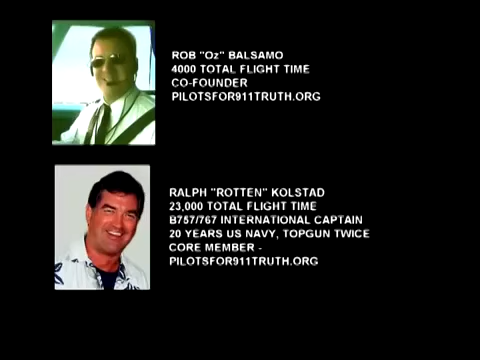 ROB "Oz" BALSAMO
4000 TOTAL FLIGHT TIME
CO-FOUNDER
PILOTSFOR911TRUTH.ORG
RALPH "ROTTEN" KOLSTAD
23,000 TOTAL FLIGHT TIME
B757/767 INTERNATIONAL CAPTAIN
20 YEARS US NAVY, TOPGUN TWICE
CORE MEMBER -
PILOTSFOR911TRUTH.ORG